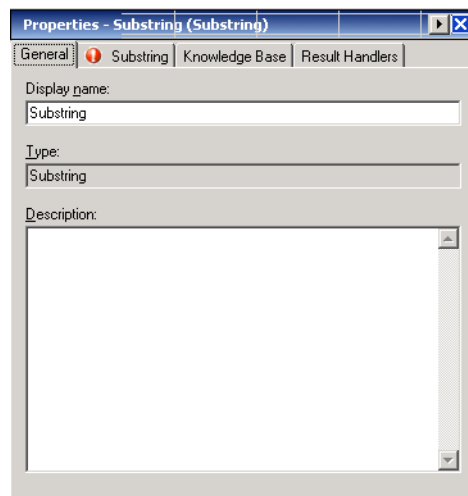 Properties - Substring (Substring)
General Substring Knowledge Base Result Handlers
Display name:
Substring
Type:
Substring
Description: